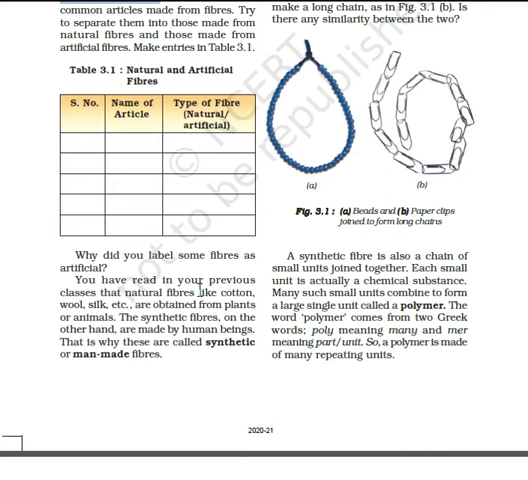 common articles made from fibres. Try
to separate them into those made from
natural fibres and those made from
artificial fibres. Make entries in Table 3.1.
Table 3.1 : Natural and Artificial
Fibres
S. No.
Name of
Article
Type of Fibre
(Natural/
artificial)
Why did you label some fibres as
artificial?
You have read in your previous
classes that natural fibres like cotton,
wool, silk, etc., are obtained from plants
or animals. The synthetic fibres, on the
other hand, are made by human beings.
That is why these are called synthetic
or man-made fibres.
make a long chain, as in Fig. 3.1 (b). Is
there any similarity between the two?
(a)
(b)
Fig. 3.1 : (a) Beads and (b) Paper clips
joined to form long chains
A synthetic fibre is also a chain of
small units joined together. Each small
unit is actually a chemical substance.
Many such small units combine to form
a large single unit called a polymer. The
word 'polymer' comes from two Greek
words; poly meaning many and mer
meaning part/unit. So, a polymer is made
of many repeating units.
© NCERT
not to be republished
2020-21